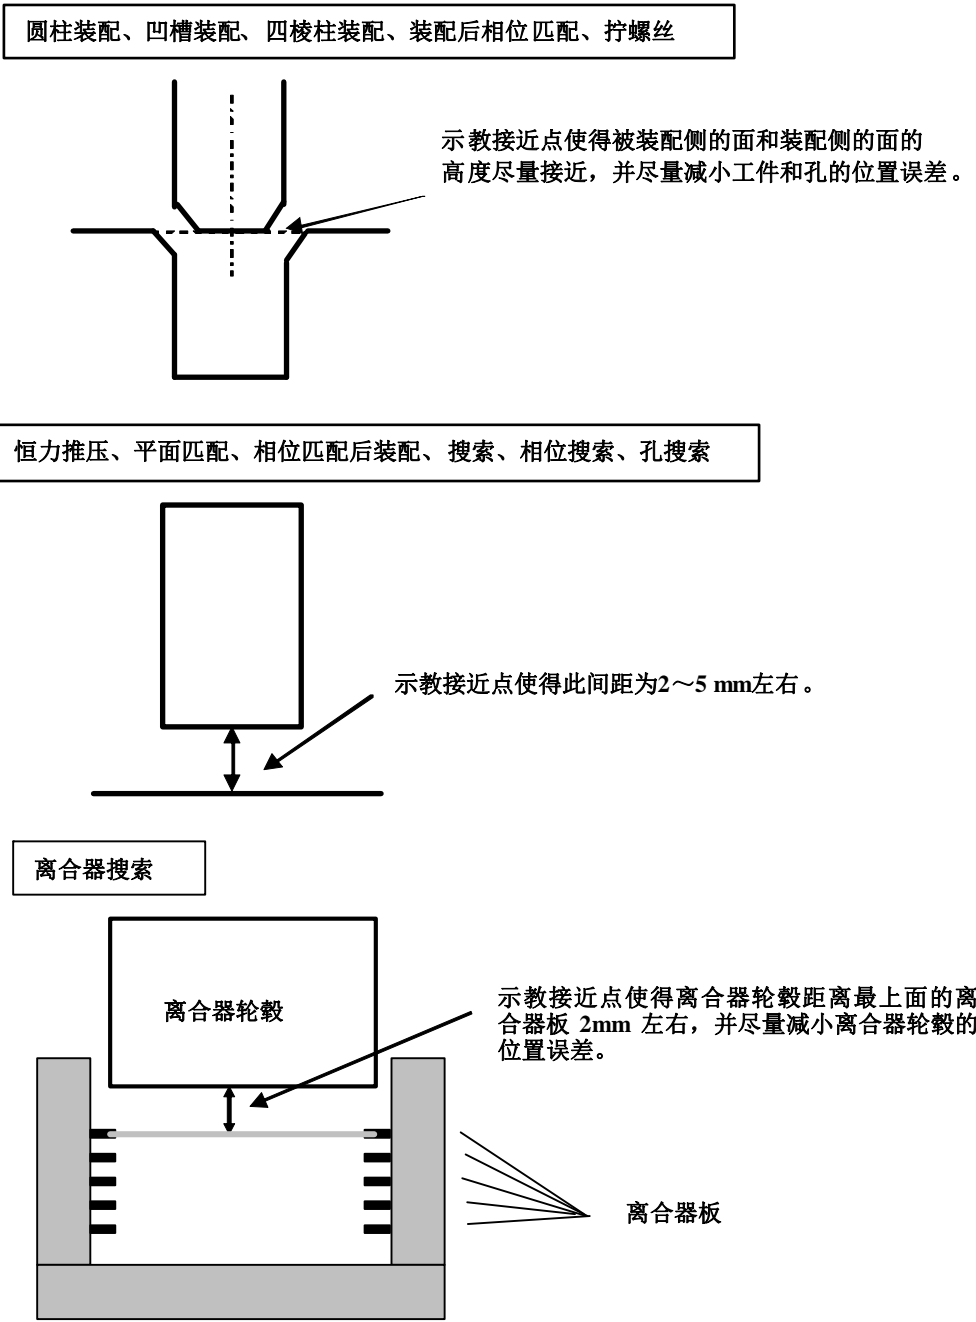 圆柱装配、凹槽装配、四棱柱装配、装配后相位匹配、拧螺丝
示教接近点使得被装配侧的面和装配侧的面的
高度尽量接近，并尽量减小工件和孔的位置误差。
恒力推压、平面匹配、相位匹配后装配、搜索、相位搜索、孔搜索
示教接近点使得此间距为2～5 mm左右。
离合器搜索
离合器轮毂
示教接近点使得离合器轮毂距离最上面的离
合器板 2mm 左右，并尽量减小离合器轮毂的
位置误差。
离合器板